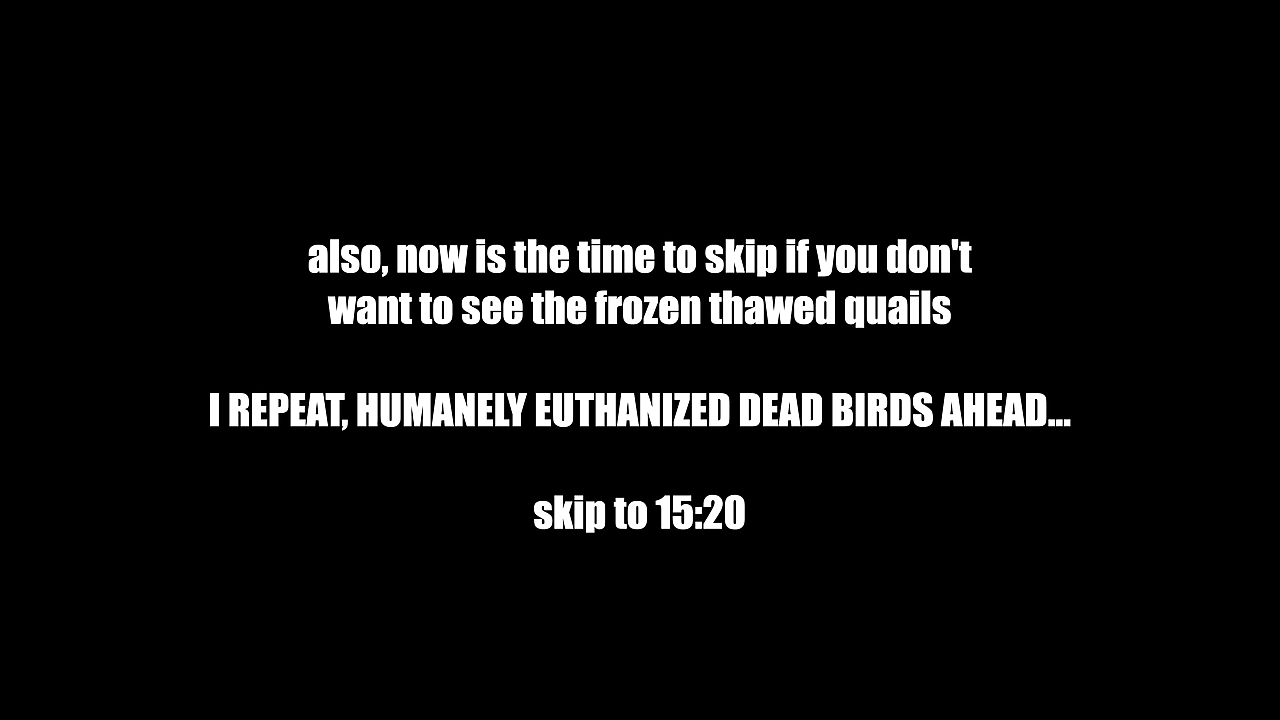 also, now is the time to skip if you don't
want to see the frozen thawed quails
I REPEAT, HUMANELY EUTHANIZED DEAD BIRDS AHEAD...
skip to 15:20